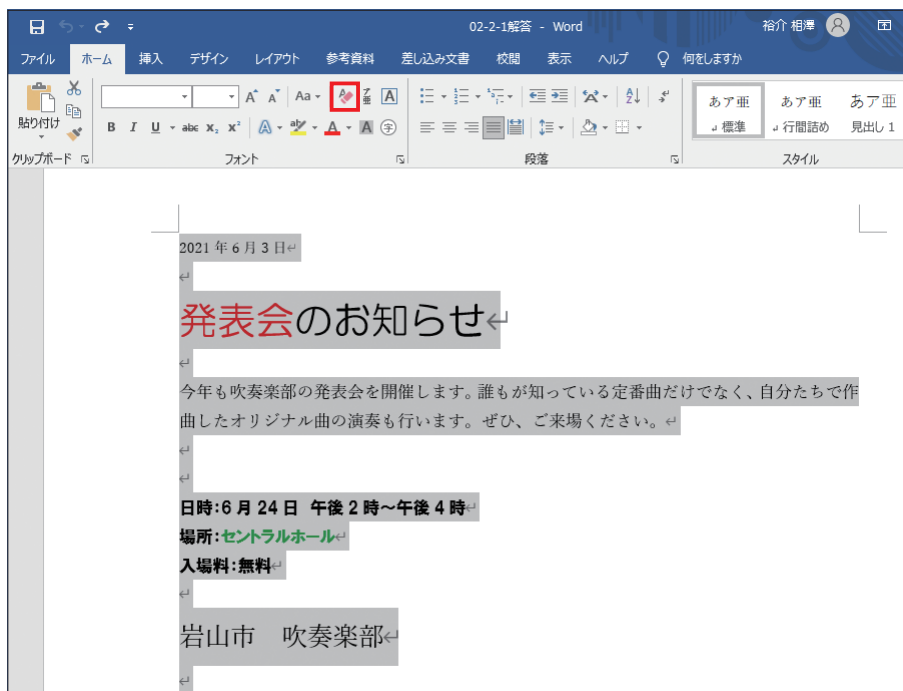 02-2-1解答 - Word
裕介 相澤
ファイル ホーム 挿入 デザイン レイアウト 参考資料 差し込み文書 校閲 表示 ヘルプ 何をしますか
貼り付け
Aa
B I U abc x₂ x² A ab A A 字
あア亜 あア亜 あア亜
↲標準 ↲行間詰め 見出し 1
クリップボード フォント 段落 スタイル
2021 年 6 月 3 日↵
↵
発表会のお知らせ↵
↵
今年も吹奏楽部の発表会を開催します。誰もが知っている定番曲だけでなく、自分たちで作
曲したオリジナル曲の演奏も行います。ぜひ、ご来場ください。↵
↵
↵
日時:6 月 24 日 午後 2 時～午後 4 時↵
場所:セントラルホール↵
入場料:無料↵
↵
岩山市 吹奏楽部↵
↵